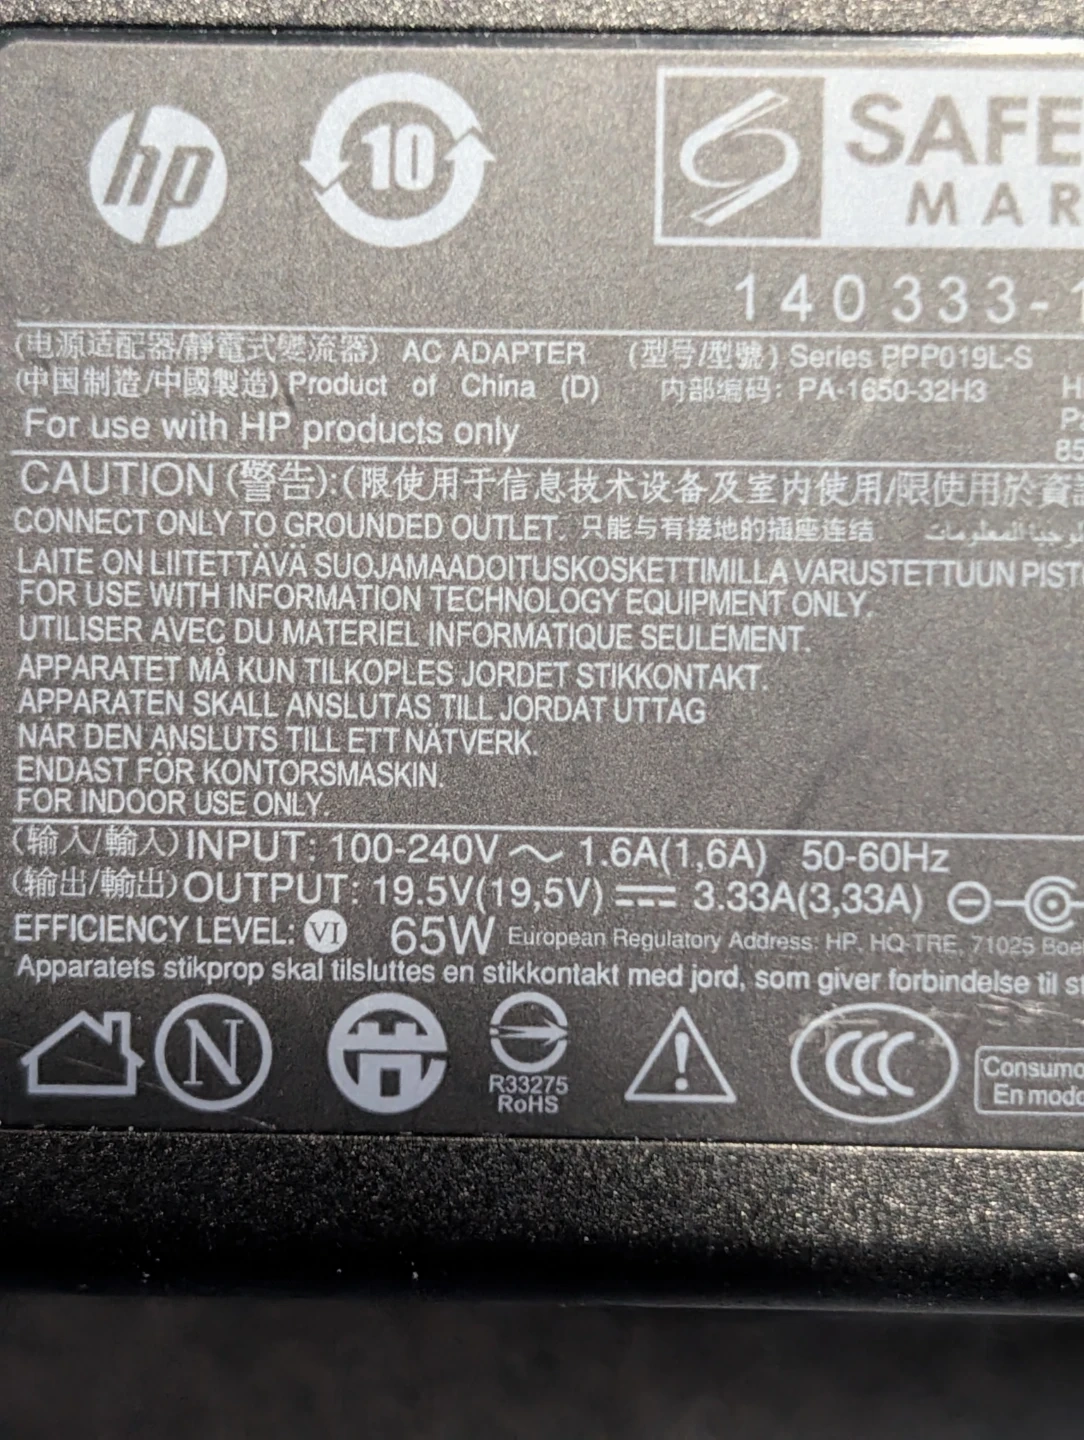 hp
10
SAFE
MAR
140333-
(电源适配器/靜電式變流器) AC ADAPTER (型号/型號) Series PPP019L-S
(中国制造/中國製造) Product of China (D) 内部编码: PA-1650-32H3
For use with HP products only
85
CAUTION (警告):(限使用于信息技术设备及室内使用/限使用於資
CONNECT ONLY TO GROUNDED OUTLET. 只能与有接地的插座连结.
LAITE ON LIITETTÄVÄ SUOJAMAADOITUSKOSKETTIMILLA VARUSTETTUUN PIST
FOR USE WITH INFORMATION TECHNOLOGY EQUIPMENT ONLY.
UTILISER AVEC DU MATERIEL INFORMATIQUE SEULEMENT.
APPARATET MÅ KUN TILKOPLES JORDET STIKKONTAKT.
APPARATEN SKALL ANSLUTAS TILL JORDAT UTTAG
NÄR DEN ANSLUTS TILL ETT NÄTVERK.
ENDAST FÖR KONTORSMASKIN.
FOR INDOOR USE ONLY.
(输入/輸入) INPUT: 100-240V ～ 1.6A(1,6A) 50-60Hz
(输出/輸出) OUTPUT: 19.5V(19,5V) ⎓ 3.33A(3,33A)
EFFICIENCY LEVEL: VI 65W European Regulatory Address: HP, HQ-TRE, 71025 Boe
Apparatets stikprop skal tilsluttes en stikkontakt med jord, som giver forbindelse til
N
R33275
RoHS
CCC
Consumo
En modo